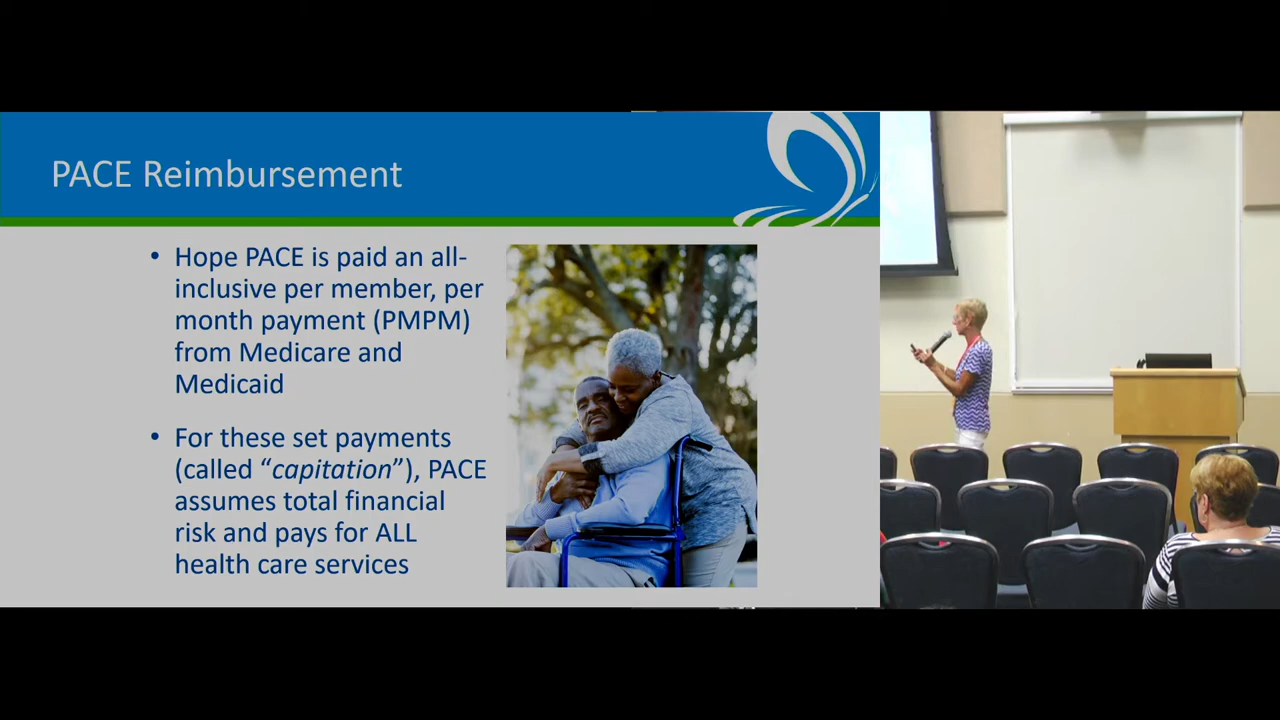 PACE Reimbursement
• Hope PACE is paid an all-
inclusive per member, per
month payment (PMPM)
from Medicare and
Medicaid
• For these set payments
(called “capitation”), PACE
assumes total financial
risk and pays for ALL
health care services